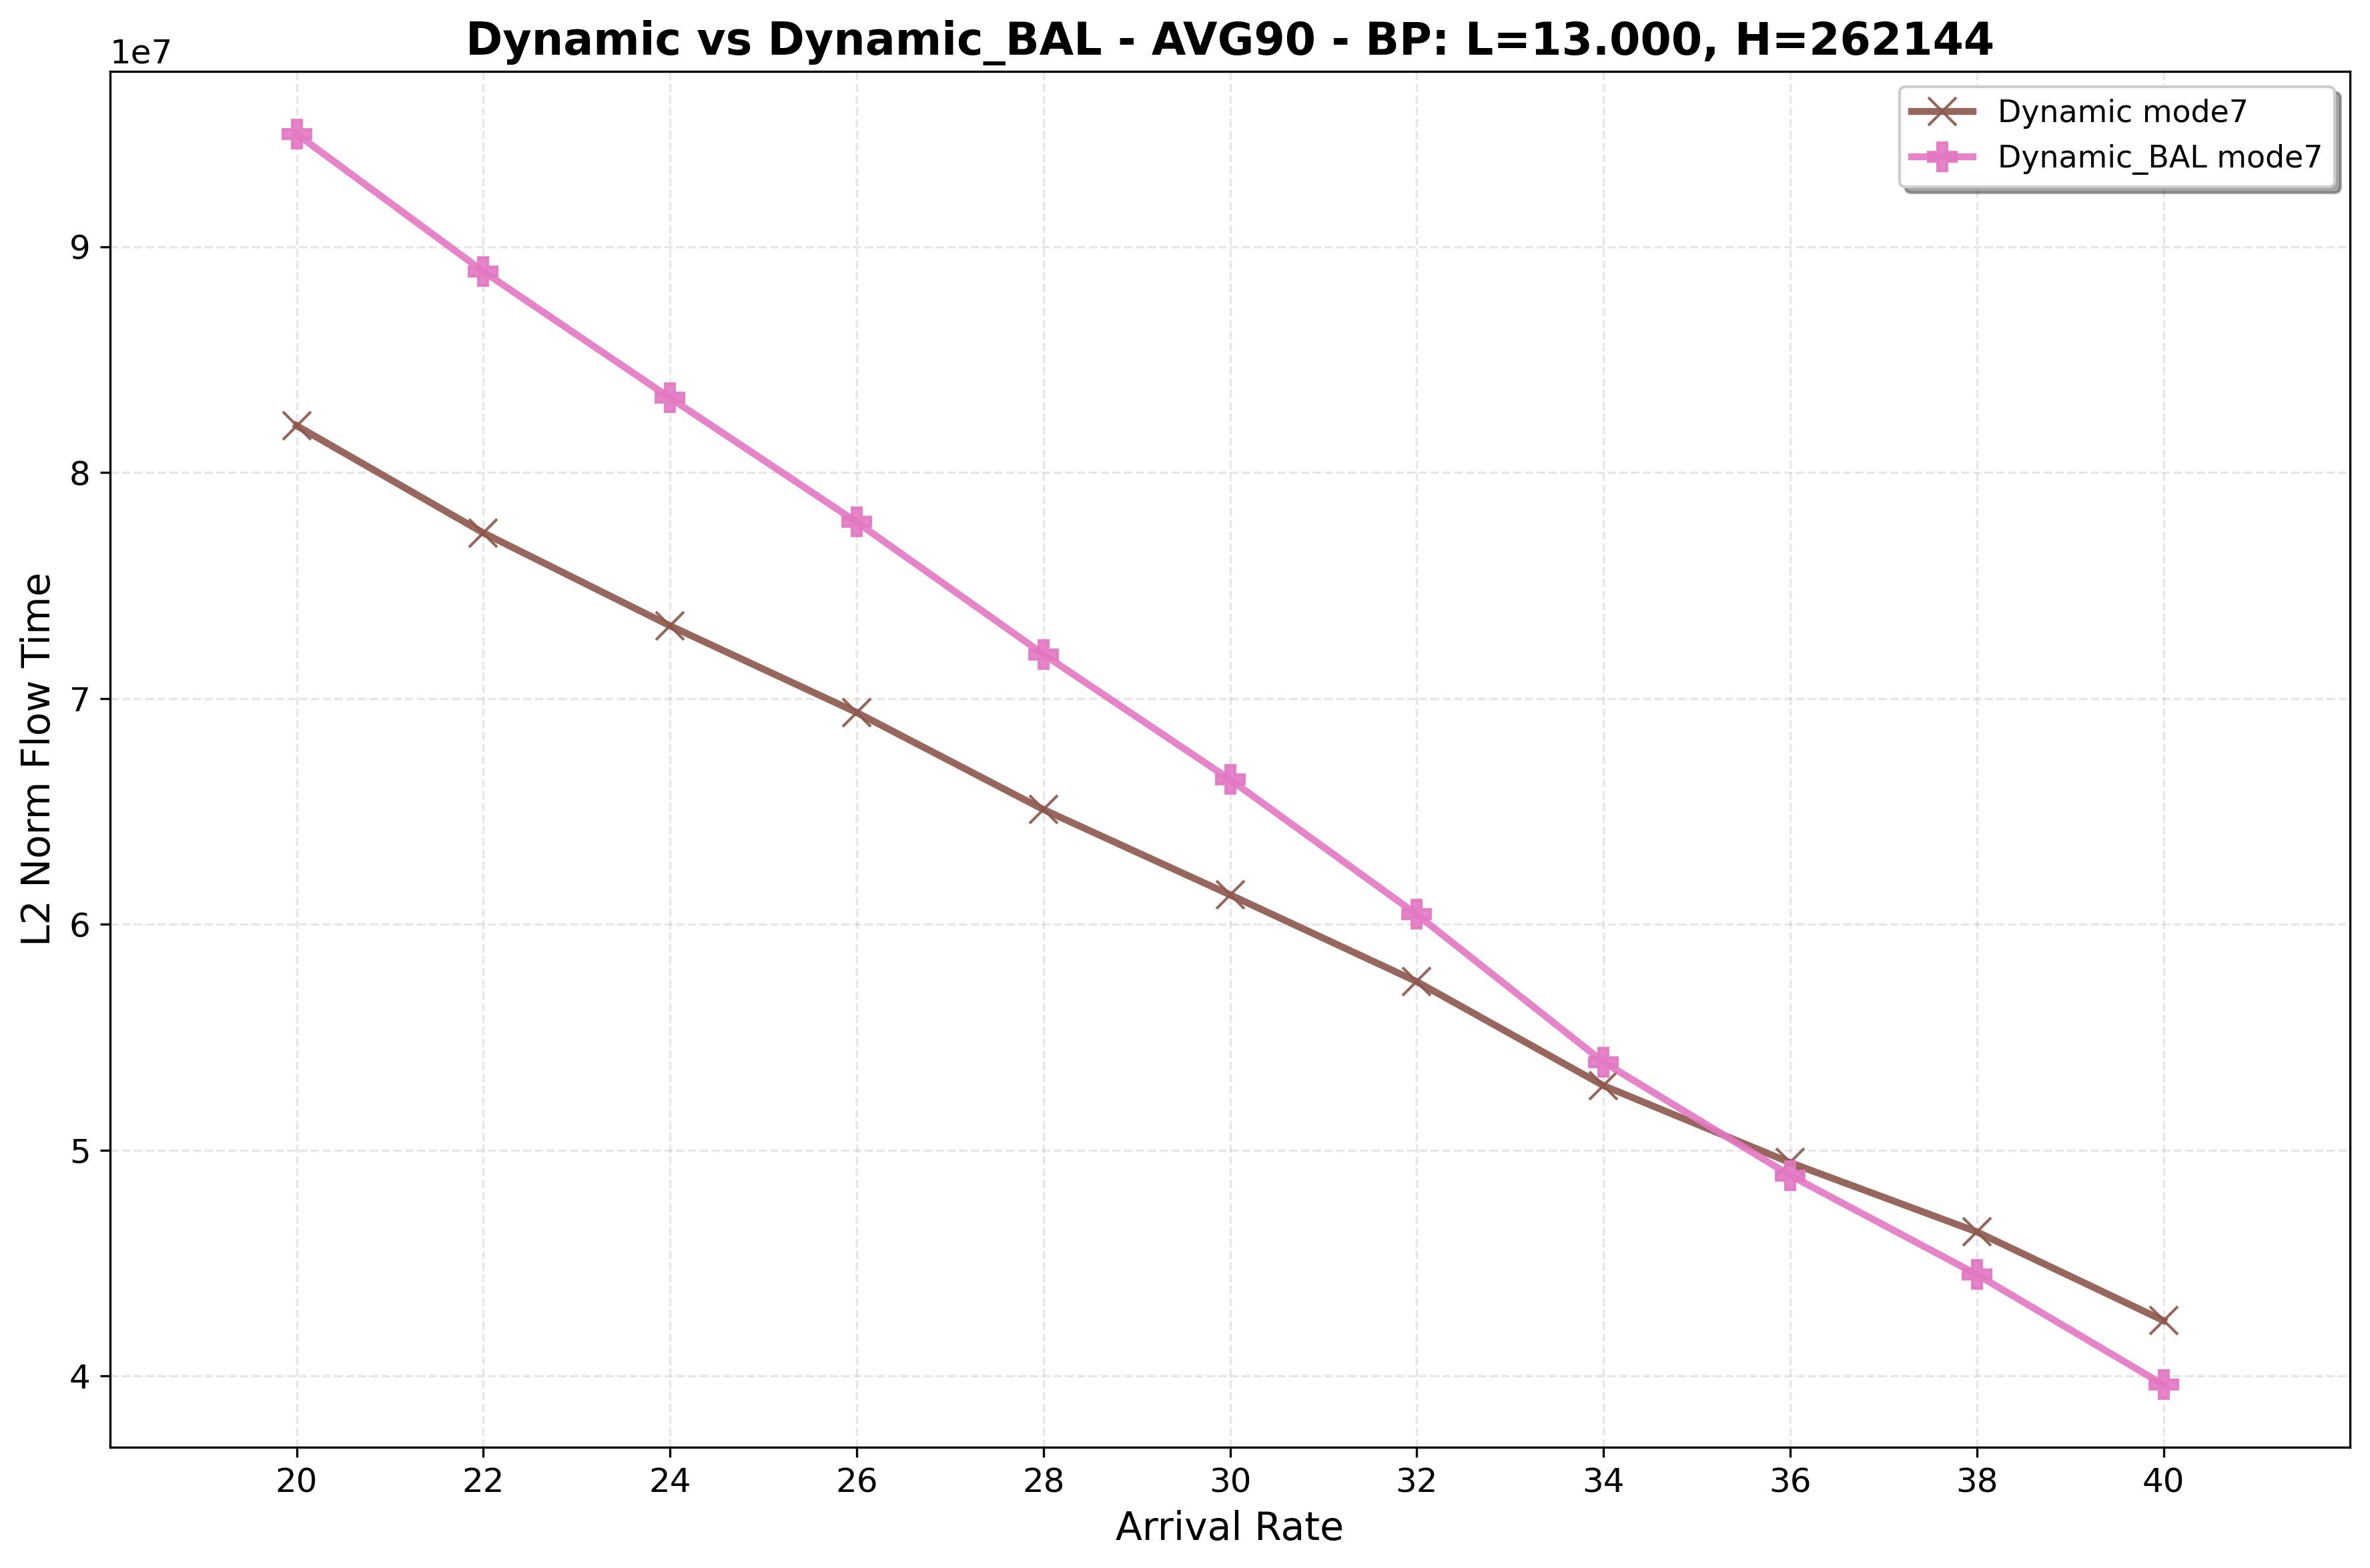 Dynamic vs Dynamic_BAL - AVG90 - BP: L=13.000, H=262144
1e7
Dynamic mode7
Dynamic_BAL mode7
9
8
7
6
5
4
L2 Norm Flow Time
20 22 24 26 28 30 32 34 36 38 40
Arrival Rate